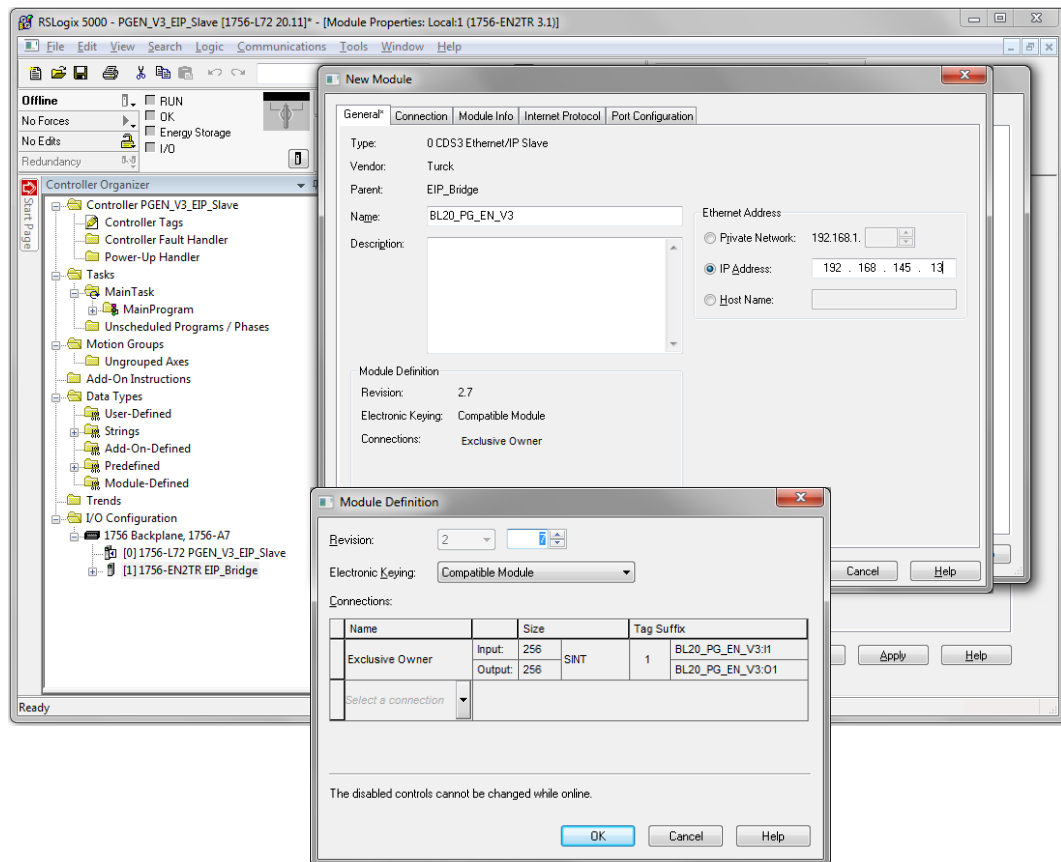 RSLogix 5000 - PGEN_V3_EIP_Slave [1756-L72 20.11]* - [Module Properties: Local:1 (1756-EN2TR 3.1)]
File Edit View Search Logic Communications Tools Window Help
Offline
RUN
No Forces
OK
No Edits
Energy Storage
Redundancy
I/O
Start Page
Controller Organizer
Controller PGEN_V3_EIP_Slave
Controller Tags
Controller Fault Handler
Power-Up Handler
Tasks
MainTask
MainProgram
Unscheduled Programs / Phases
Motion Groups
Ungrouped Axes
Add-On Instructions
Data Types
User-Defined
Strings
Add-On-Defined
Predefined
Module-Defined
Trends
I/O Configuration
1756 Backplane, 1756-A7
[0] 1756-L72 PGEN_V3_EIP_Slave
[1] 1756-EN2TR EIP_Bridge
Ready
New Module
General* Connection Module Info Internet Protocol Port Configuration
Type: 0 CDS3 Ethernet/IP Slave
Vendor: Turck
Parent: EIP_Bridge
Name: BL20_PG_EN_V3
Description:
Ethernet Address
Private Network: 192.168.1.
IP Address: 192 . 168 . 145 . 13
Host Name:
Module Definition
Revision: 2.7
Electronic Keying: Compatible Module
Connections: Exclusive Owner
Cancel Help
Apply Help
Module Definition
Revision: 2 7
Electronic Keying: Compatible Module
Connections:
Name Size Tag Suffix
Exclusive Owner Input: 256 SINT 1 BL20_PG_EN_V3:I1
Output: 256 BL20_PG_EN_V3:O1
Select a connection
The disabled controls cannot be changed while online.
OK Cancel Help